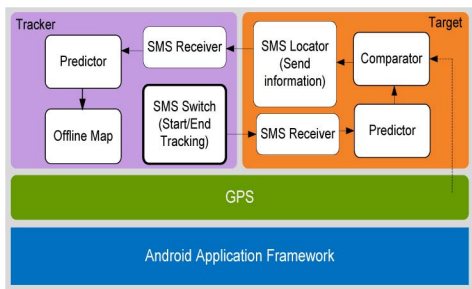 Tracker
Target
SMS Receiver
Predictor
SMS Locator
(Send
information)
Comparator
SMS Switch
(Start/End
Tracking)
Offline Map
SMS Receiver
Predictor
GPS
Android Application Framework